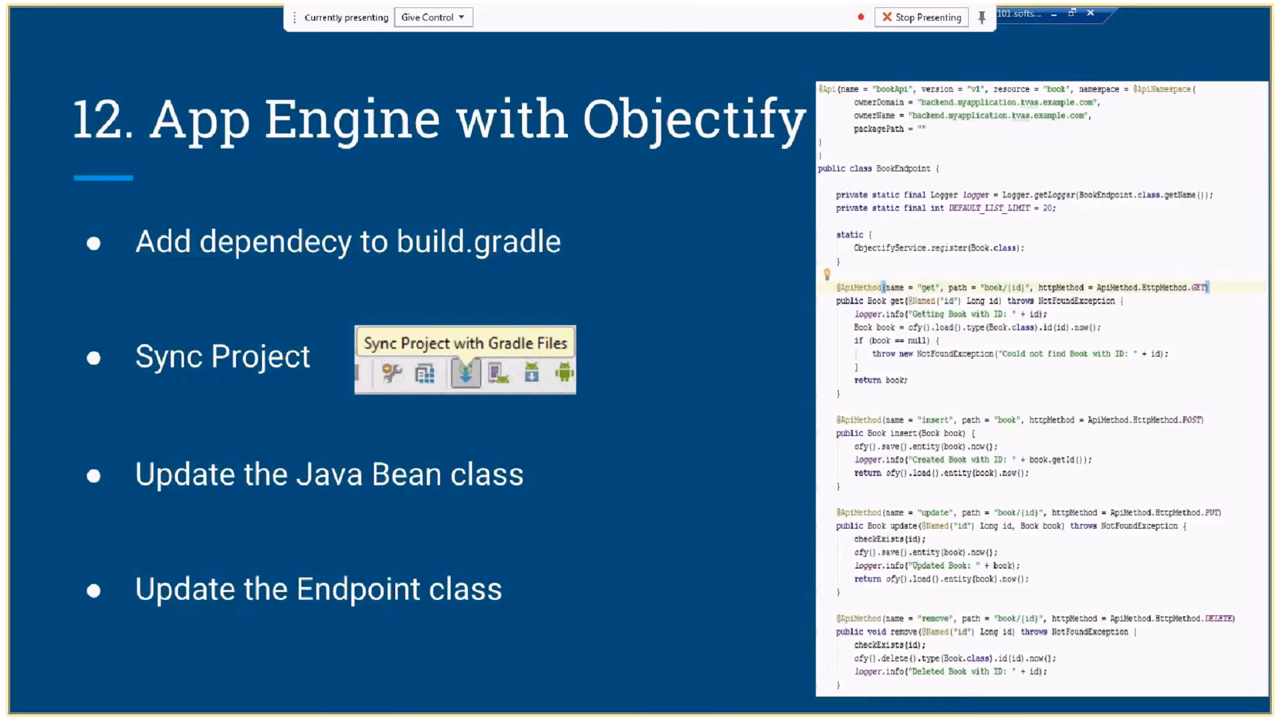 Currently presenting
Give Control
Stop Presenting
101.softs...
12. App Engine with Objectify
● Add dependecy to build.gradle
● Sync Project
Sync Project with Gradle Files
● Update the Java Bean class
● Update the Endpoint class
@Api(name = "bookApi", version = "v1", resource = "book", namespace = @ApiNamespace(
ownerDomain = "backend.myapplication.kvas.example.com",
ownerName = "backend.myapplication.kvas.example.com",
packagePath = ""
)
)
public class BookEndpoint {
private static final Logger logger = Logger.getLogger(BookEndpoint.class.getName());
private static final int DEFAULT_LIST_LIMIT = 20;
static {
ObjectifyService.register(Book.class);
}
@ApiMethod(name = "get", path = "book/{id}", httpMethod = ApiMethod.HttpMethod.GET)
public Book get(@Named("id") Long id) throws NotFoundException {
logger.info("Getting Book with ID: " + id);
Book book = ofy().load().type(Book.class).id(id).now();
if (book == null) {
throw new NotFoundException("Could not find Book with ID: " + id);
}
return book;
}
@ApiMethod(name = "insert", path = "book", httpMethod = ApiMethod.HttpMethod.POST)
public Book insert(Book book) {
ofy().save().entity(book).now();
logger.info("Created Book with ID: " + book.getId());
return ofy().load().entity(book).now();
}
@ApiMethod(name = "update", path = "book/{id}", httpMethod = ApiMethod.HttpMethod.PUT)
public Book update(@Named("id") Long id, Book book) throws NotFoundException {
checkExists(id);
ofy().save().entity(book).now();
logger.info("Updated Book: " + book);
return ofy().load().entity(book).now();
}
@ApiMethod(name = "remove", path = "book/{id}", httpMethod = ApiMethod.HttpMethod.DELETE)
public void remove(@Named("id") Long id) throws NotFoundException {
checkExists(id);
ofy().delete().type(Book.class).id(id).now();
logger.info("Deleted Book with ID: " + id);
}